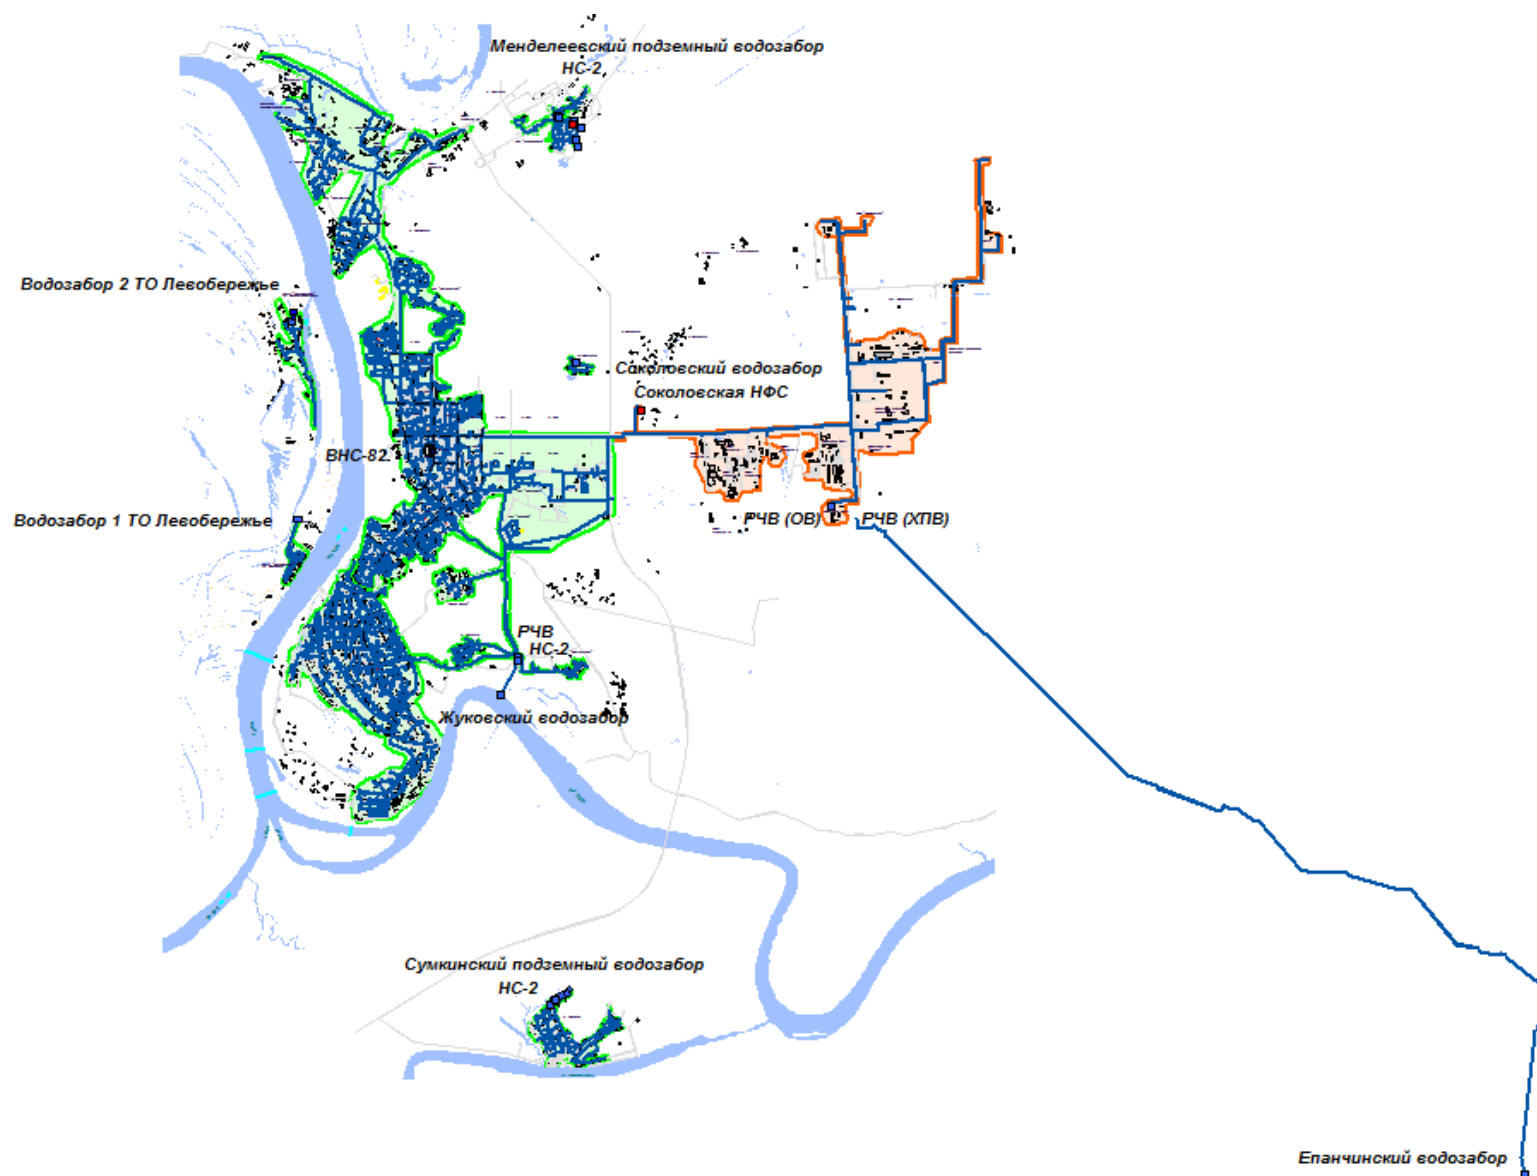 Менделеевский подземный водозабор
НС-2
Водозабор 2 ТО Левобережье
Соколовский водозабор
Соколовская НФС
ВНС-82
Водозабор 1 ТО Левобережье
РЧВ (ОВ)
РЧВ (ХПВ)
РЧВ
НС-2
Жуковский водозабор
Сумкинский подземный водозабор
НС-2
Епанчинский водозабор